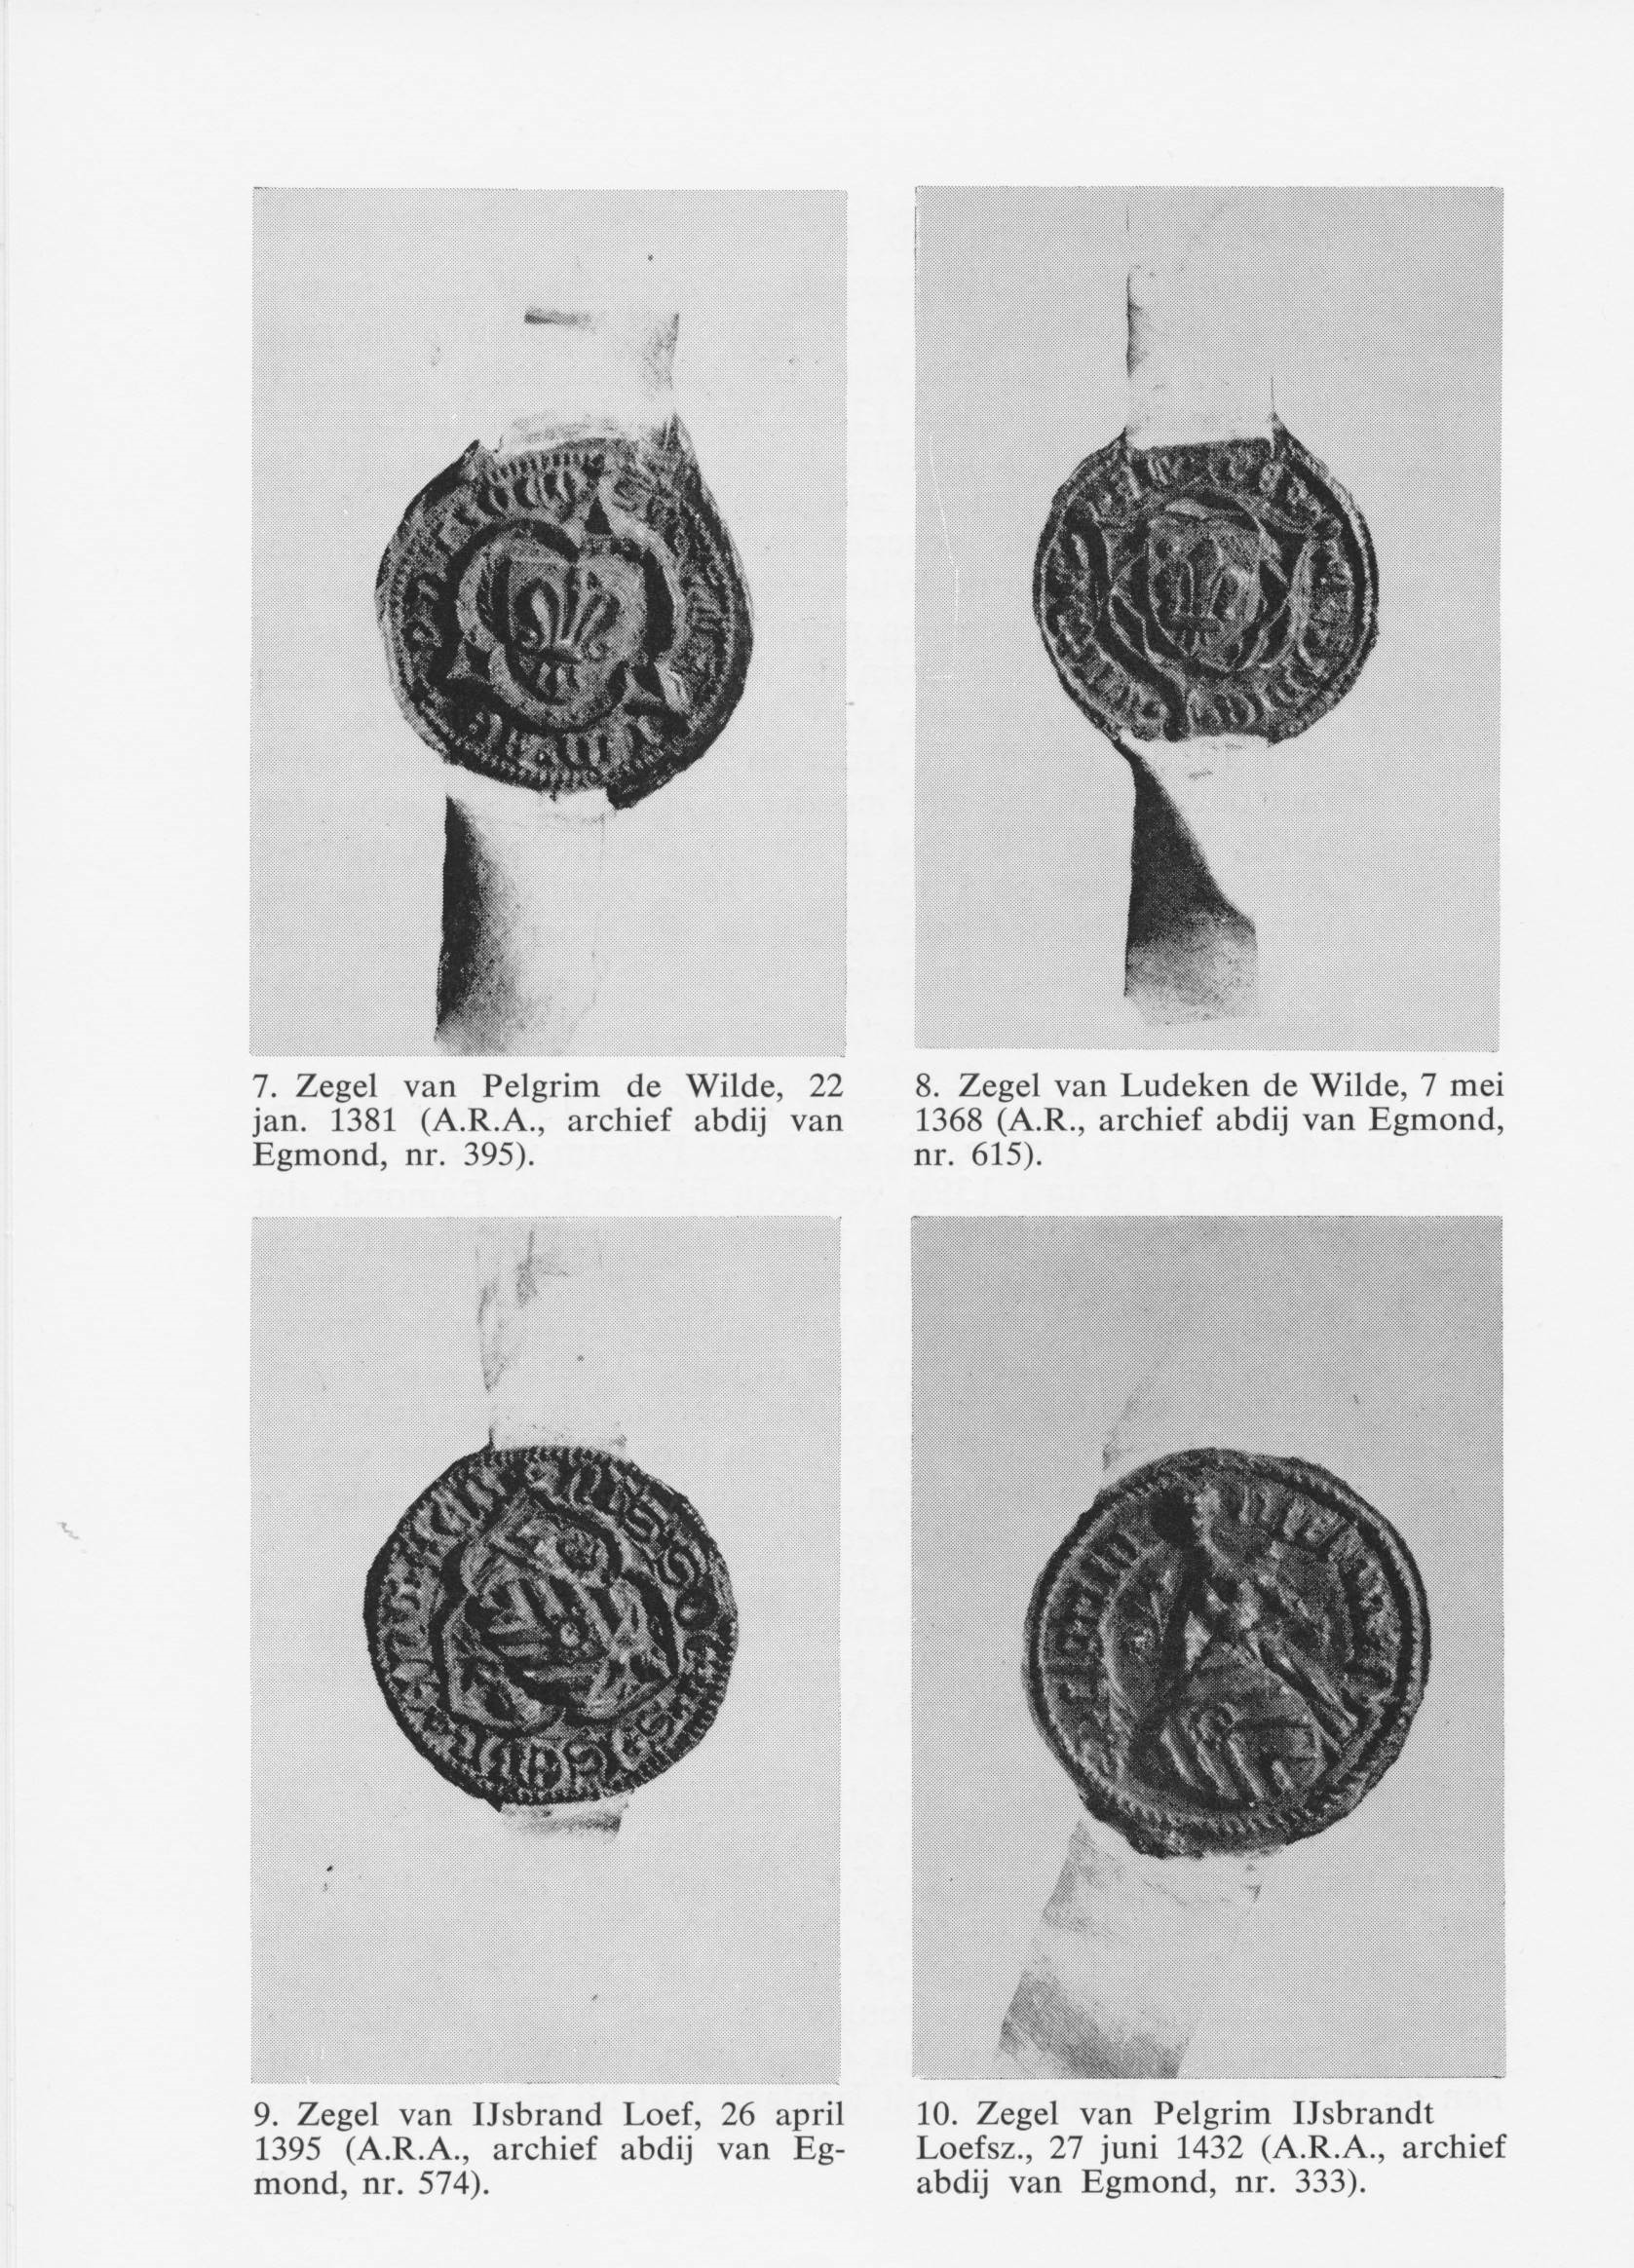 7. Zegel van Pelgrim de Wilde, 22
jan. 1381 (A.R.A., archief abdij van
Egmond, nr. 395).
8. Zegel van Ludeken de Wilde, 7 mei
1368 (A.R., archief abdij van Egmond,
nr. 615).
9. Zegel van IJsbrand Loef, 26 april
1395 (A.R.A., archief abdij van Eg-
mond, nr. 574).
10. Zegel van Pelgrim IJsbrandt
Loefsz., 27 juni 1432 (A.R.A., archief
abdij van Egmond, nr. 333).